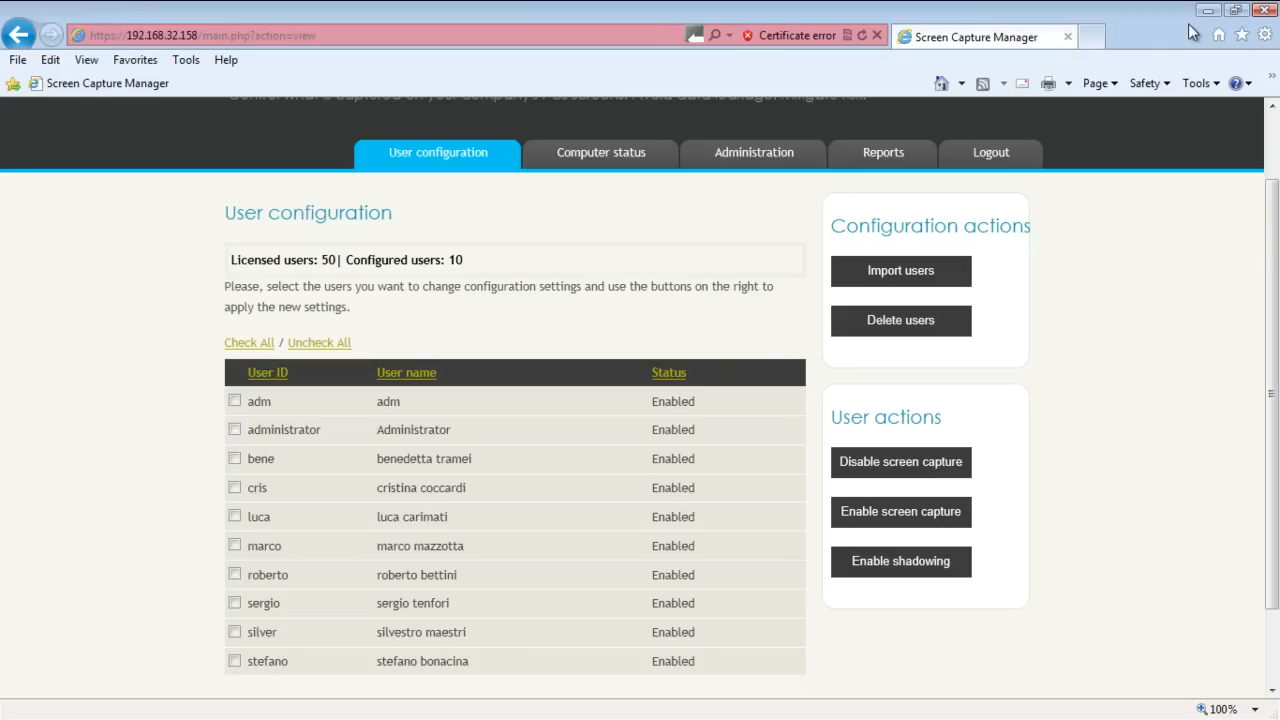 https://192.168.32.158/main.php?action=view
Certificate error
Screen Capture Manager
File Edit View Favorites Tools Help
Screen Capture Manager
Page Safety Tools
User configuration
Computer status
Administration
Reports
Logout
User configuration
Licensed users: 50| Configured users: 10
Please, select the users you want to change configuration settings and use the buttons on the right to
apply the new settings.
Check All / Uncheck All
User ID User name Status
adm adm Enabled
administrator Administrator Enabled
bene benedetta tramei Enabled
cris cristina coccardi Enabled
luca luca carimati Enabled
marco marco mazzotta Enabled
roberto roberto bettini Enabled
sergio sergio tenfori Enabled
silver silvestro maestri Enabled
stefano stefano bonacina Enabled
Configuration actions
Import users
Delete users
User actions
Disable screen capture
Enable screen capture
Enable shadowing
100%